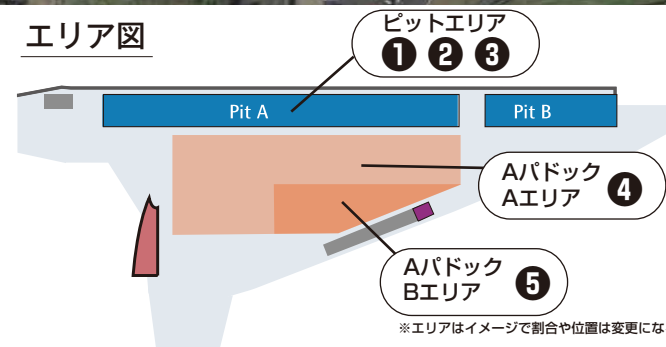 エリア図
ピットエリア
❶ ❷ ❸
Pit A
Pit B
Aパドック
Aエリア ❹
Aパドック
Bエリア ❺
※エリアはイメージで割合や位置は変更にな